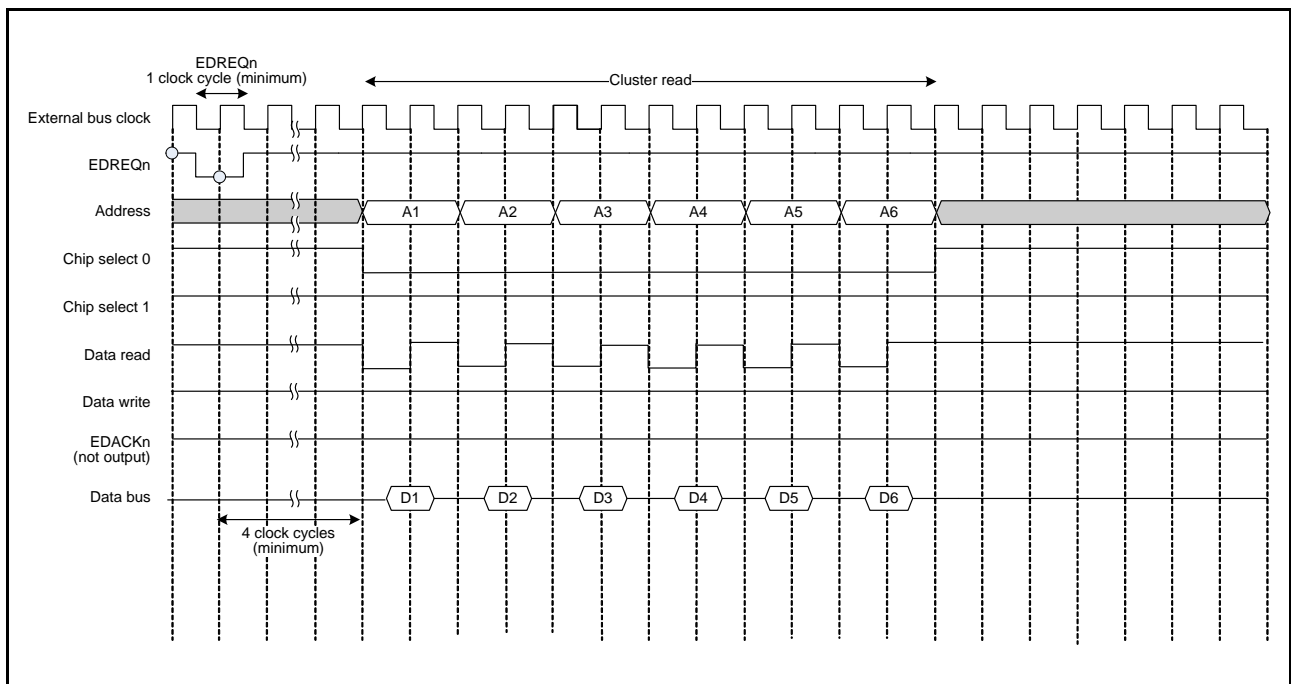 EDREQn
1 clock cycle (minimum)
Cluster read
External bus clock
EDREQn
Address
A1 A2 A3 A4 A5 A6
Chip select 0
Chip select 1
Data read
Data write
EDACKn
(not output)
Data bus
D1 D2 D3 D4 D5 D6
4 clock cycles
(minimum)